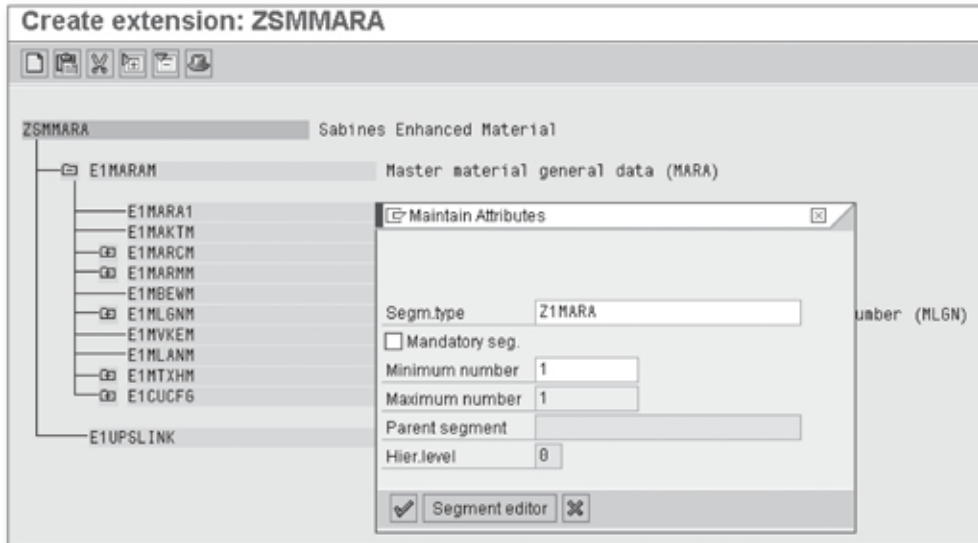 Create extension: ZSMMARA
ZSMMARA Sabines Enhanced Material
E1MARAM Master material general data (MARA)
E1MARA1
E1MAKTM
E1MARCM
E1MARMM
E1MBEWM
E1MLGNM umber (MLGN)
E1MVKEM
E1MLANM
E1MTXHM
E1CUCFG
E1UPSLINK
Maintain Attributes
Segm.type Z1MARA
Mandatory seg.
Minimum number 1
Maximum number 1
Parent segment
Hier.level 0
Segment editor